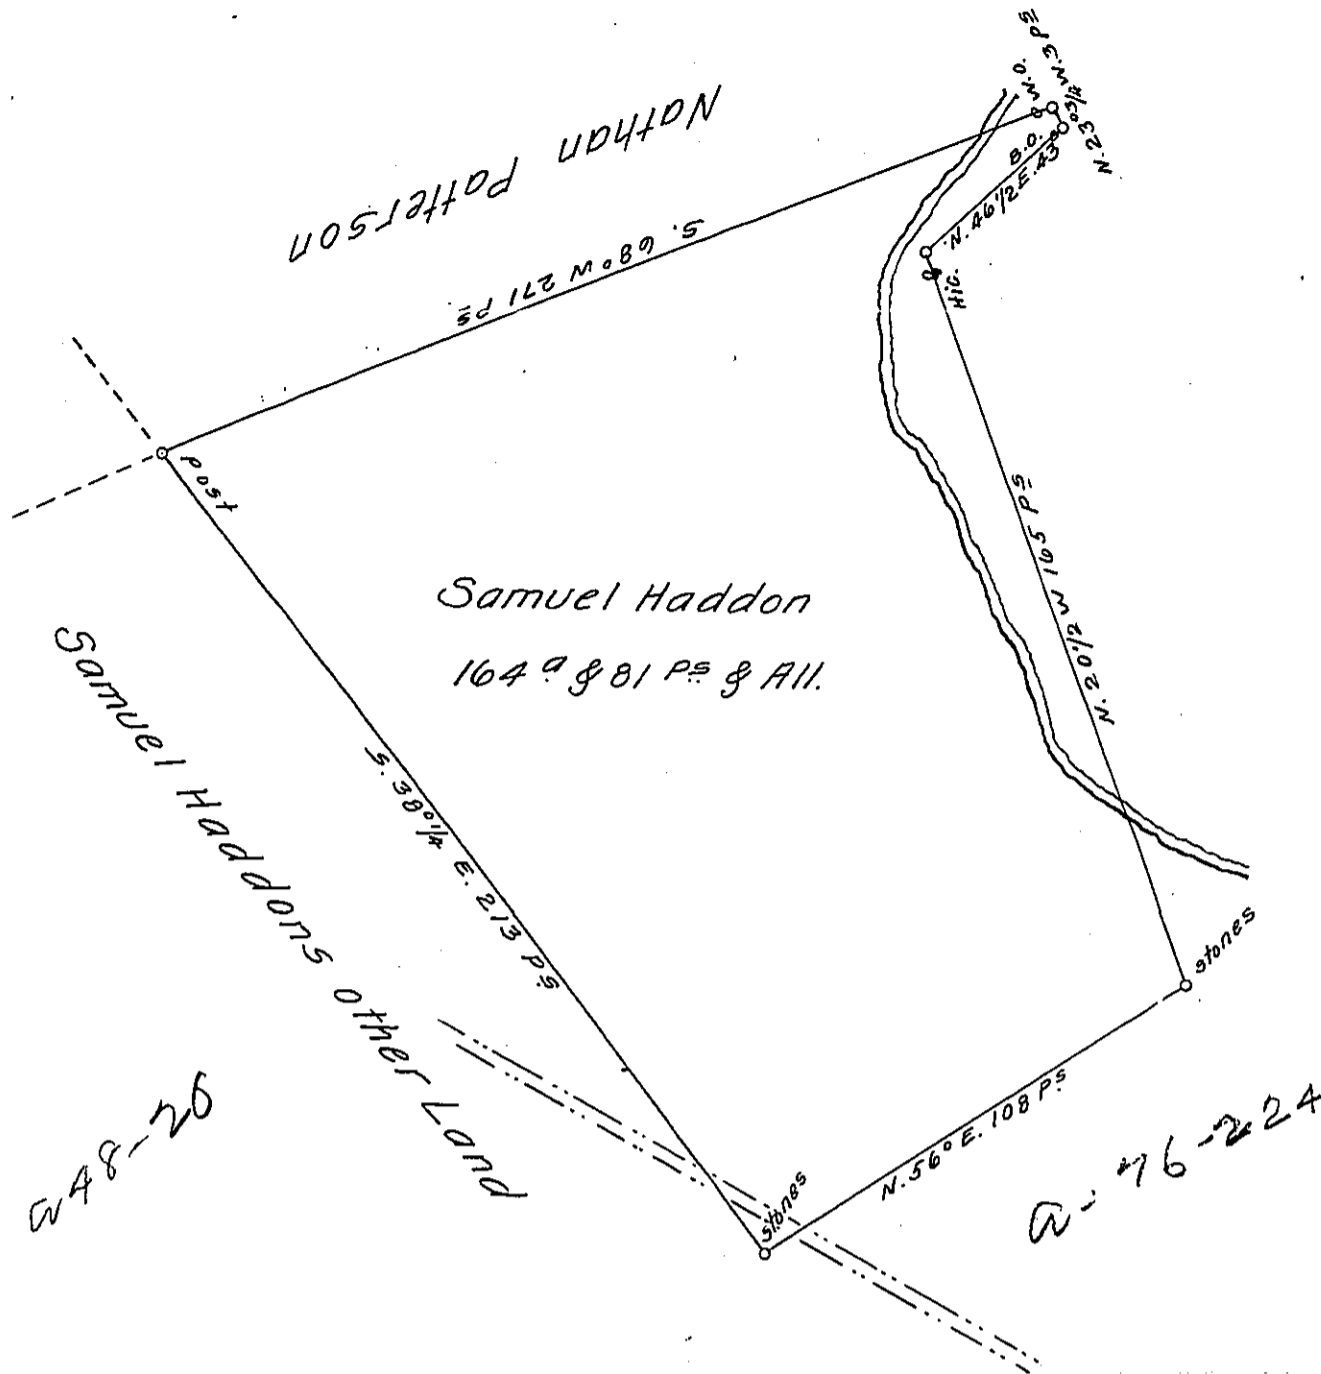 Nathan Patterson
S. 68° W 271 Ps
W.O.
N. 23°3/4 W. 3 Ps
B.O.
N. 46 1/2 E. 43
Hic.
N. 20 1/2 W 165 Ps
Post
Samuel Haddon
164 a & 81 Ps & All.
S. 38°1/4 E. 213 Ps
Samuel Haddons other Land
stones
N. 56° E. 108 Ps
stones
a 48-26
a-76-224